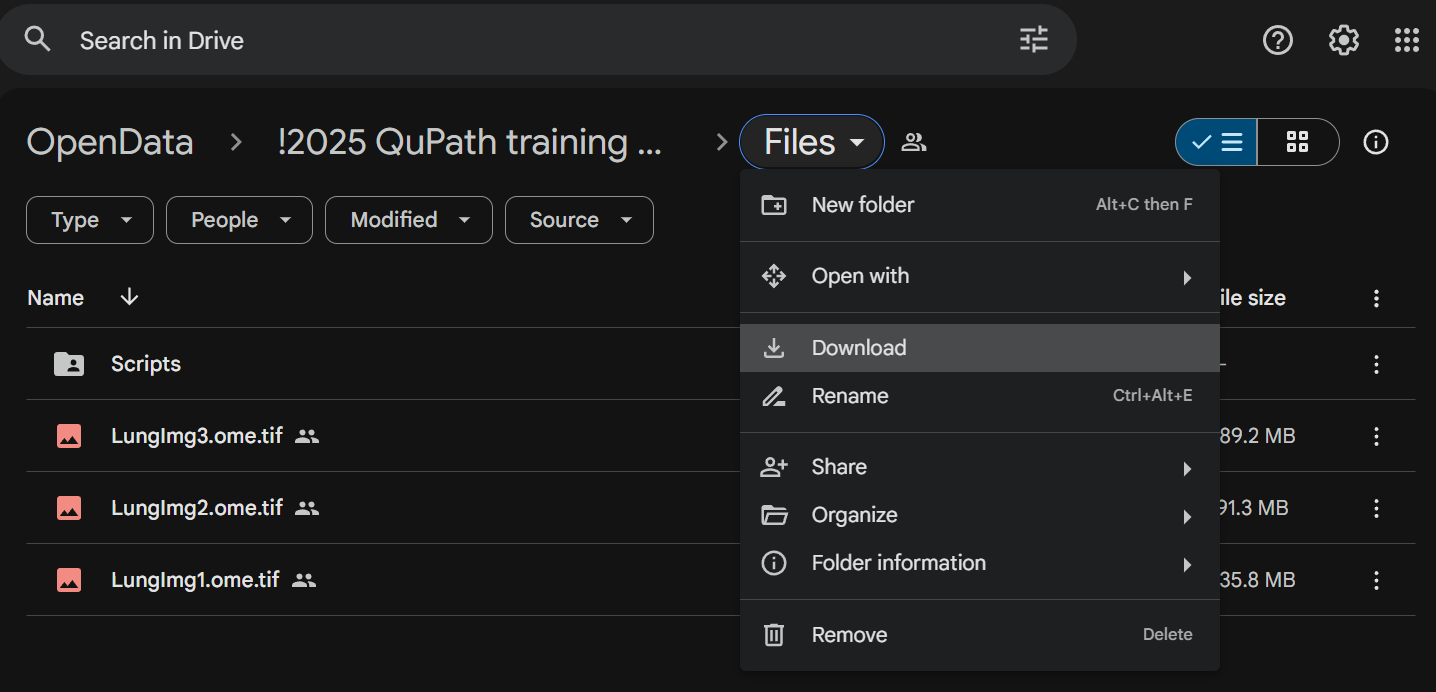 Search in Drive
OpenData > !2025 QuPath training ... > Files
Type People Modified Source
New folder Alt+C then F
Open with
Name ile size
Download
Scripts –
Rename Ctrl+Alt+E
LungImg3.ome.tif 89.2 MB
Share
LungImg2.ome.tif 91.3 MB
Organize
Folder information
LungImg1.ome.tif 35.8 MB
Remove Delete